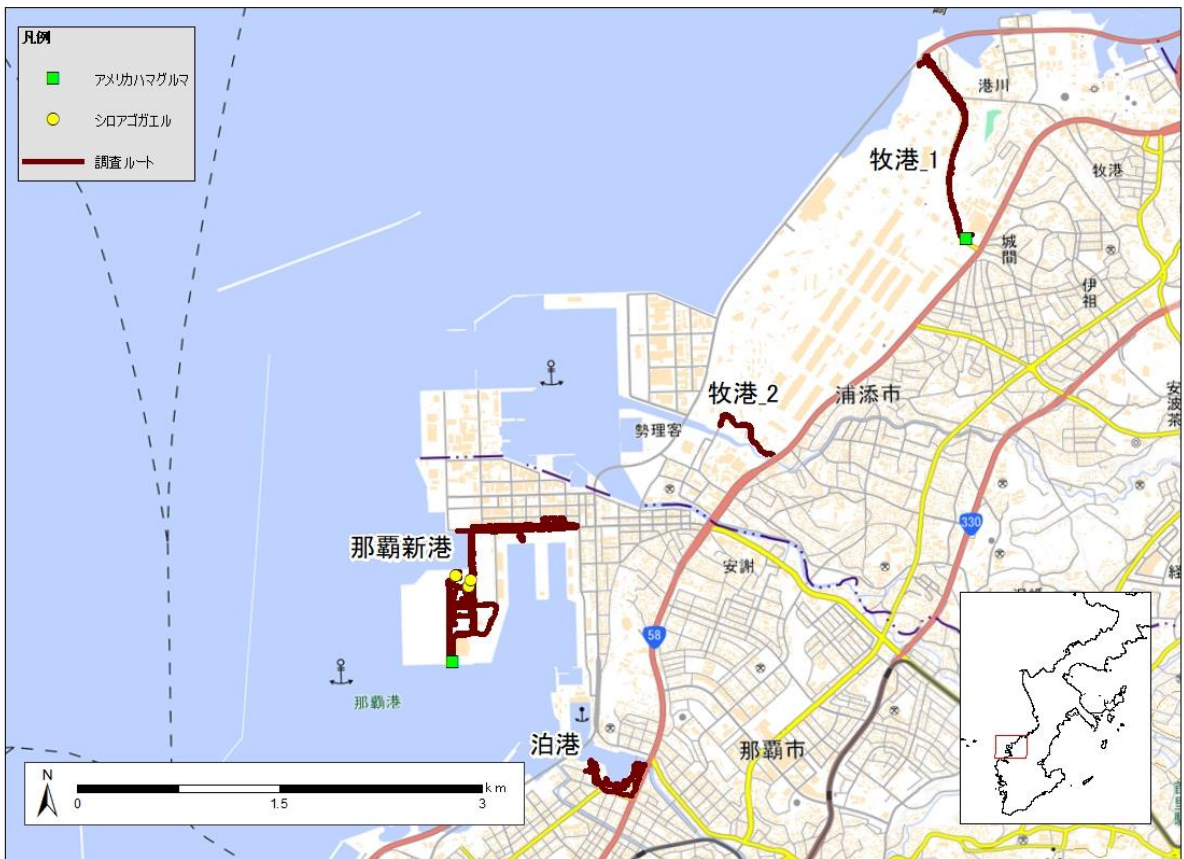 凡例
アメリカハマグルマ
シロアゴガエル
調査ルート
港川
牧港_1
牧港
城間
伊祖
牧港_2
浦添市
安波茶
勢理客
330
那覇新港
安謝
58
那覇港
泊港
那覇市
N
km
0
1.5
3